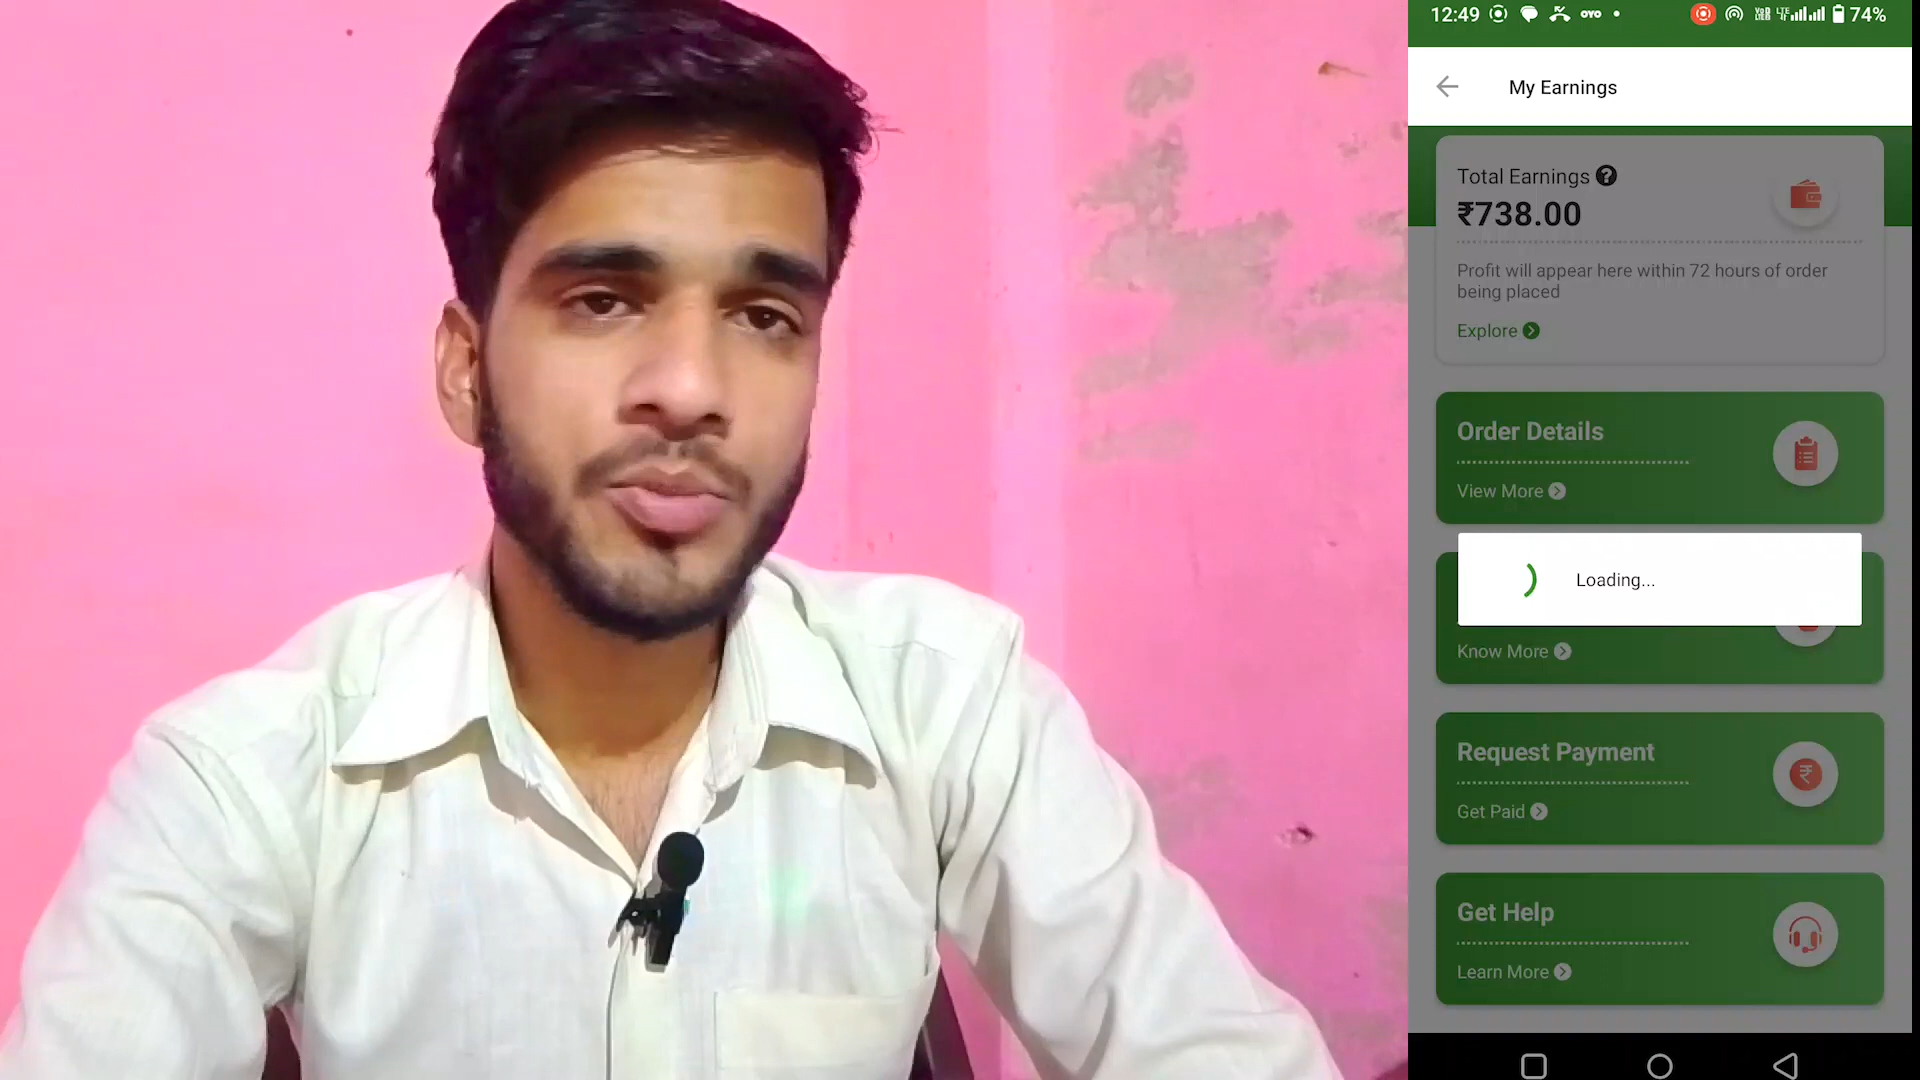 12:49
OYO
74%
My Earnings
Total Earnings ?
₹738.00
Profit will appear here within 72 hours of order
being placed
Explore
Order Details
View More
Loading...
Know More
Request Payment
Get Paid
Get Help
Learn More